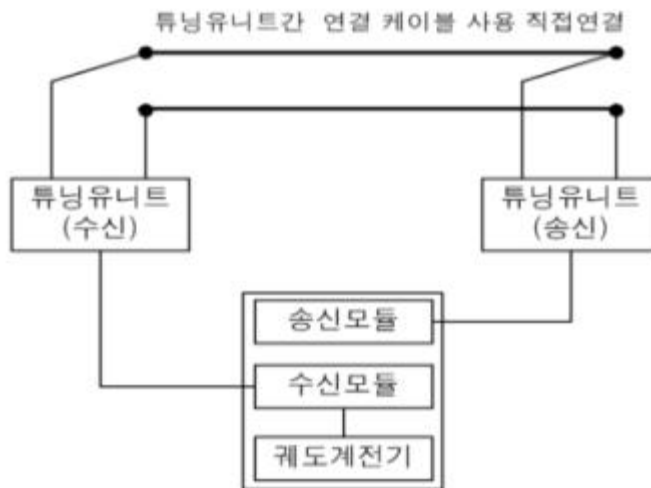 튜닝유니트간 연결 케이블 사용 직접연결
튜닝유니트
(수신)
튜닝유니트
(송신)
송신모듈
수신모듈
궤도계전기